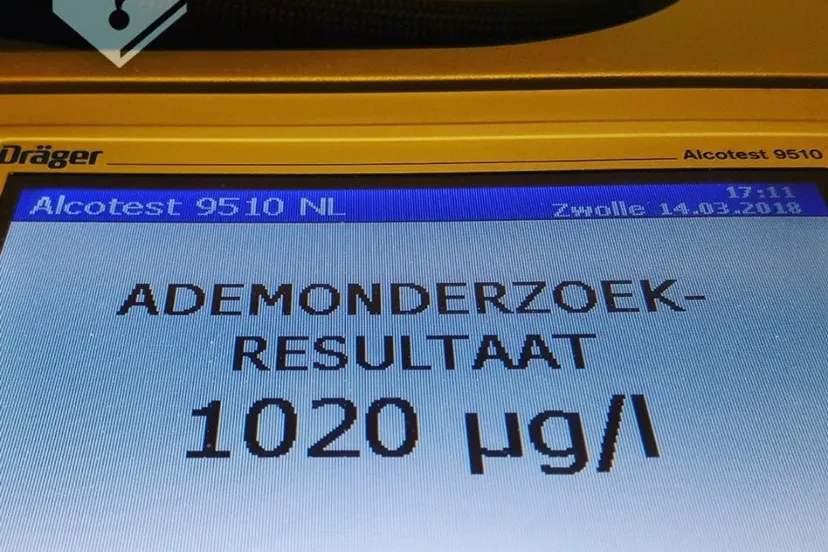 Dräger
Alcotest 9510
Alcotest 9510 NL
17:11
Zwolle 14.03.2018
ADEMONDERZOEK-
RESULTAAT
1020 µg/l